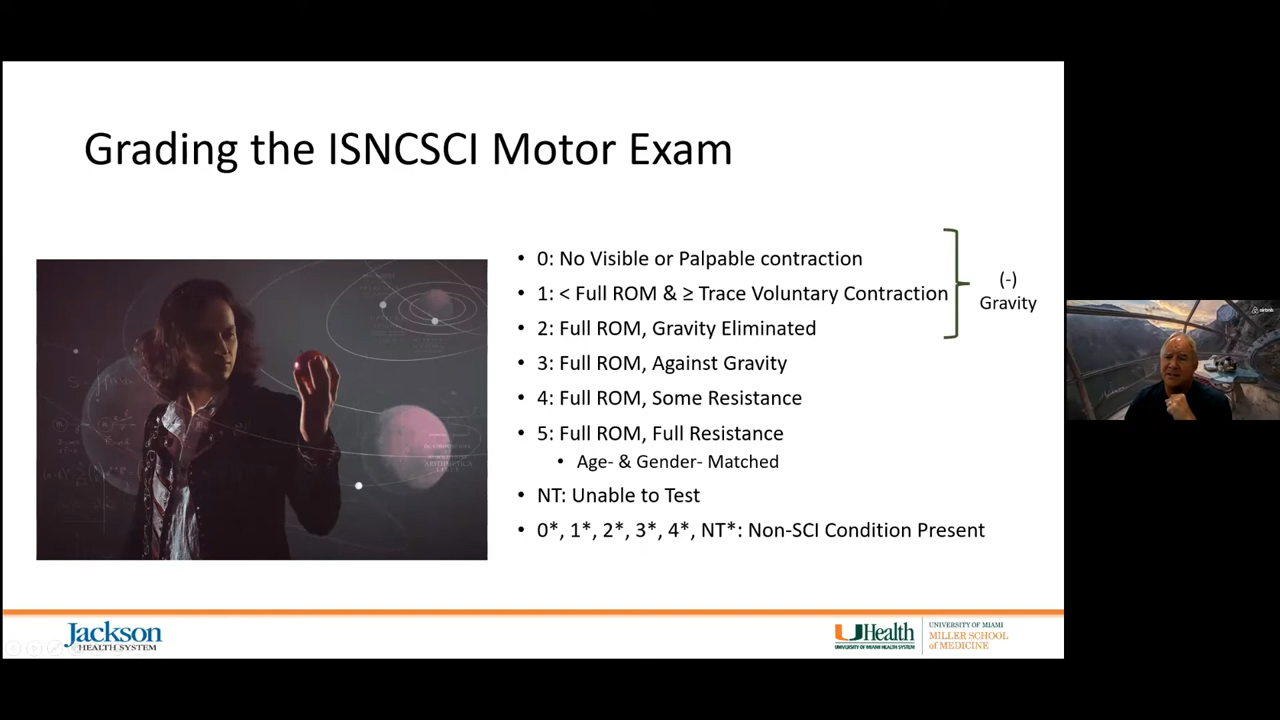 Grading the ISNCSCI Motor Exam
• 0: No Visible or Palpable contraction
• 1: < Full ROM & ≥ Trace Voluntary Contraction
• 2: Full ROM, Gravity Eliminated
(-)
Gravity
• 3: Full ROM, Against Gravity
• 4: Full ROM, Some Resistance
• 5: Full ROM, Full Resistance
• Age- & Gender- Matched
• NT: Unable to Test
• 0*, 1*, 2*, 3*, 4*, NT*: Non-SCI Condition Present
Jackson
HEALTH SYSTEM
UHealth
UNIVERSITY OF MIAMI HEALTH SYSTEM
UNIVERSITY OF MIAMI
MILLER SCHOOL
of MEDICINE
airbnb